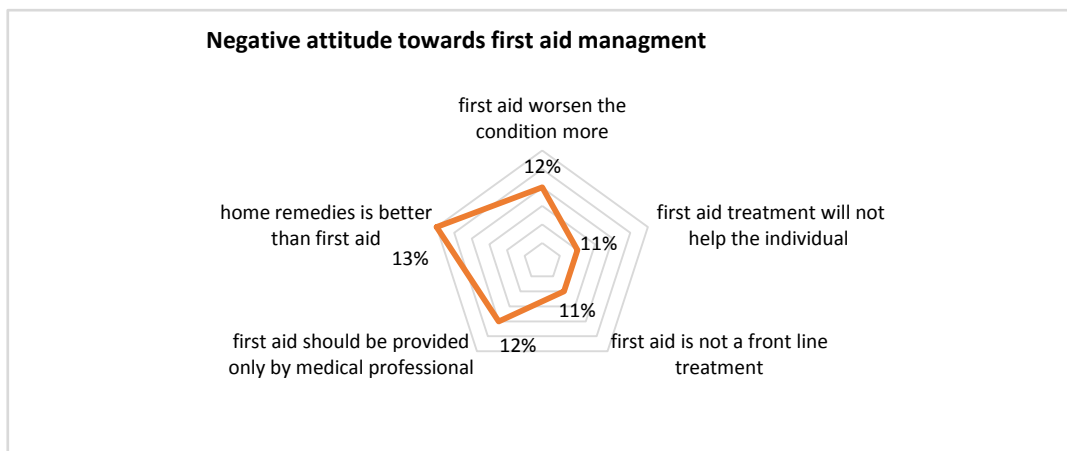 Negative attitude towards first aid managment
first aid worsen the
condition more
12%
first aid treatment will not
help the individual
11%
first aid is not a front line
treatment
11%
first aid should be provided
only by medical professional
12%
home remedies is better
than first aid
13%